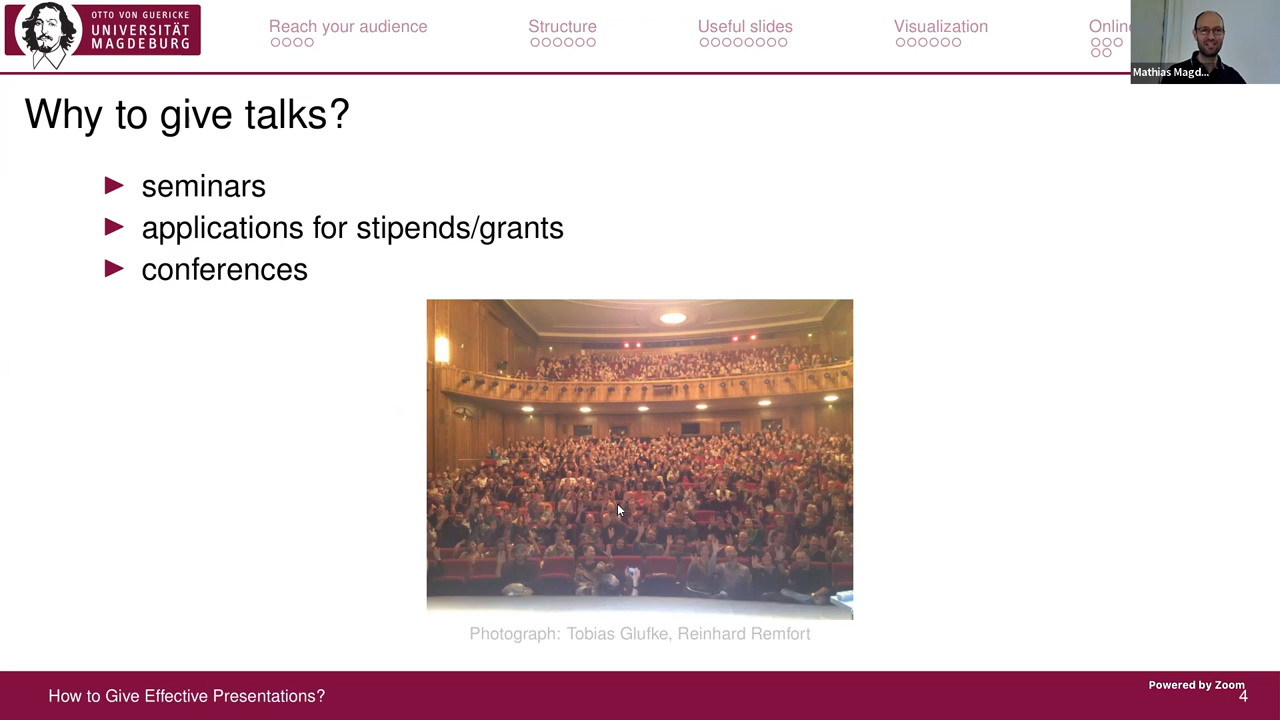 OTTO VON GUERICKE
UNIVERSITÄT
MAGDEBURG
Reach your audience
Structure
Useful slides
Visualization
Onlin
Mathias Magd...
Why to give talks?
seminars
applications for stipends/grants
conferences
Photograph: Tobias Glufke, Reinhard Remfort
How to Give Effective Presentations?
Powered by Zoom
4